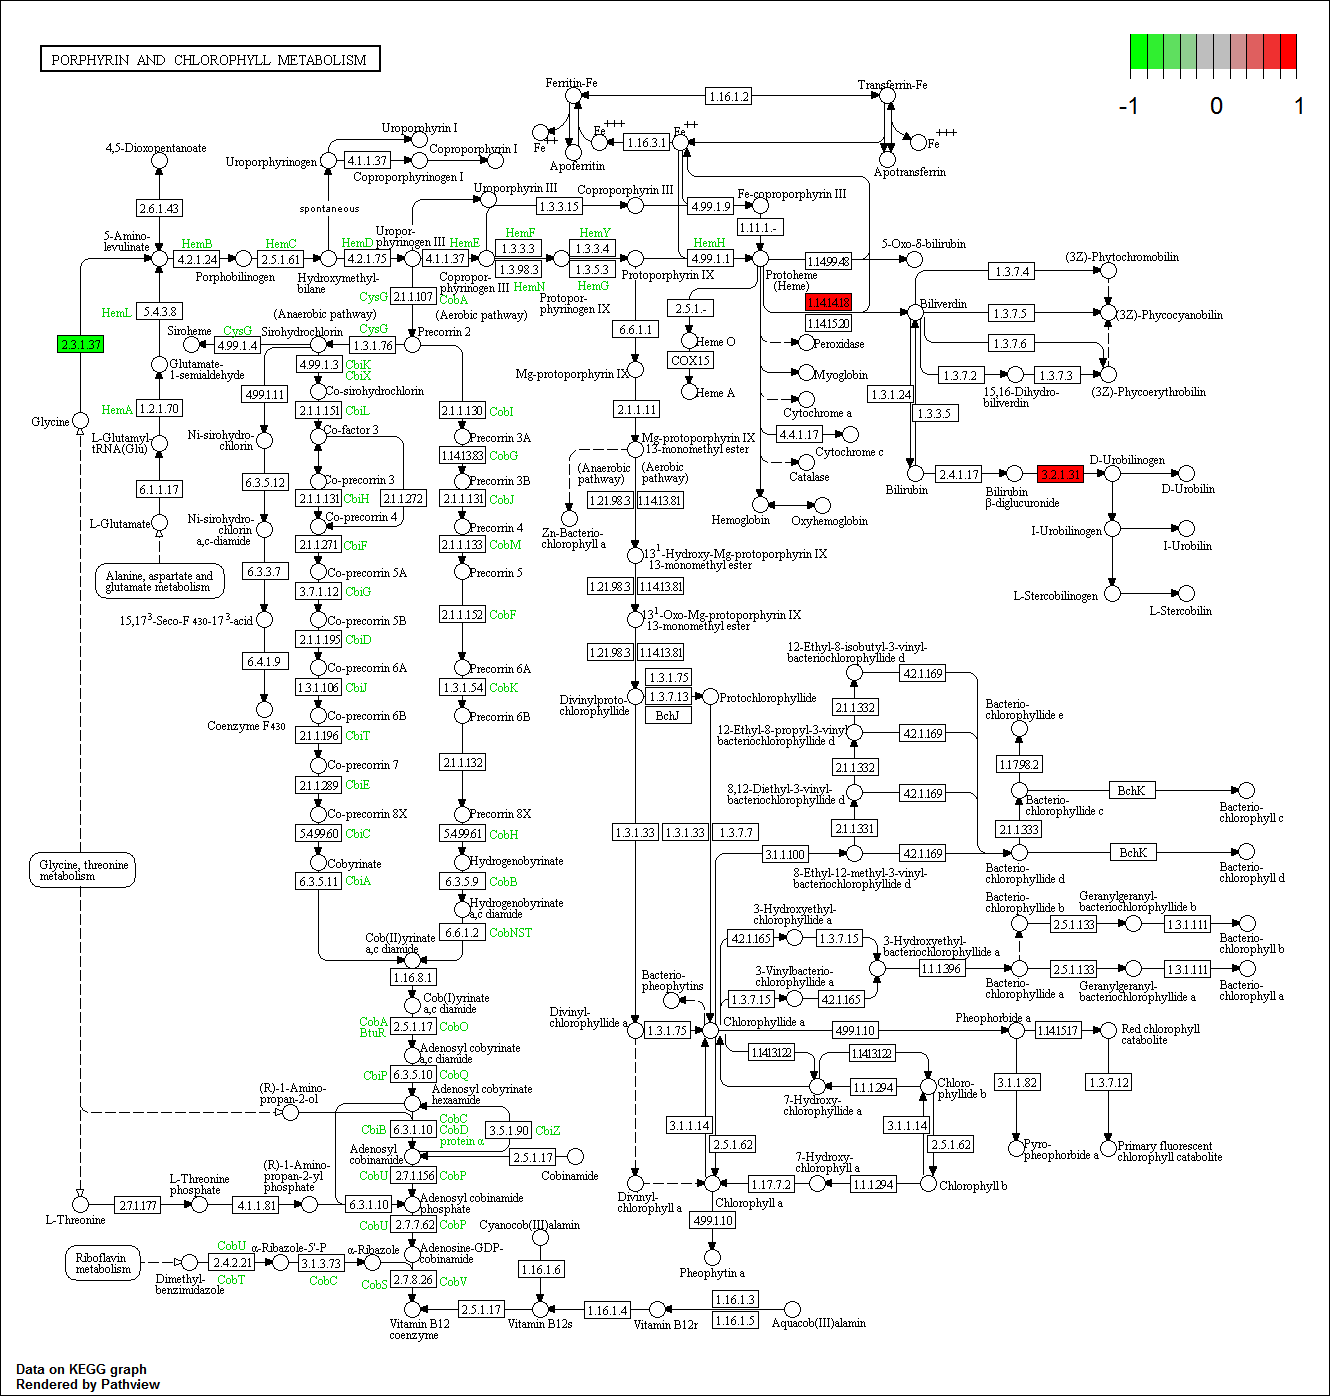 PORPHYRIN AND CHLOROPHYLL METABOLISM
-1 0 1
Ferritin-Fe
1.16.1.2
Transferrin-Fe
Fe
++
Fe
+++
1.16.3.1
Fe
++
Fe
+++
Apoferritin
Apotransferrin
4,5-Dioxopentanoate
Uroporphyrin I
Uroporphyrinogen
4.1.1.37
Coproporphyrin I
Coproporphyrinogen I
2.6.1.43
spontaneous
Uroporphyrin III
Coproporphyrin III
1.3.3.15
4.99.1.9
Fe-coproporphyrin III
1.11.1.-
5-Amino-
levulinate
HemB
4.2.1.24
Porphobilinogen
HemC
2.5.1.61
Hydroxymethyl-
bilane
HemD
4.2.1.75
Uropor-
phyrinogen III
HemE
4.1.1.37
Copropor-
phyrinogen III
HemF
1.3.3.3
1.3.98.3
HemN
Protopor-
phyrinogen IX
HemY
1.3.3.4
1.3.5.3
HemG
Protoporphyrin IX
HemH
4.99.1.1
Protoheme
(Heme)
1.14.99.48
5-Oxo-δ-bilirubin
1.14.14.18
1.14.15.20
Biliverdin
1.3.7.4
(3Z)-Phytochromobilin
1.3.7.5
(3Z)-Phycocyanobilin
1.3.7.6
1.3.7.2
15,16-Dihydro-
biliverdin
1.3.7.3
(3Z)-Phycoerythrobilin
1.3.1.24
1.3.3.5
Bilirubin
2.4.1.17
Bilirubin
β-diglucuronide
3.2.1.31
D-Urobilinogen
D-Urobilin
I-Urobilinogen
I-Urobilin
L-Stercobilinogen
L-Stercobilin
Peroxidase
Myoglobin
Cytochrome a
4.4.1.17
Cytochrome c
Catalase
Hemoglobin
Oxyhemoglobin
2.5.1.-
Heme O
COX15
Heme A
HemL
5.4.3.8
2.3.1.37
Glutamate-
1-semialdehyde
HemA
1.2.1.70
Glycine
L-Glutamyl-
tRNA(Glu)
6.1.1.17
L-Glutamate
Alanine, aspartate and
glutamate metabolism
CysG
2.1.1.107
CobA
(Anaerobic pathway)
(Aerobic pathway)
Siroheme
CysG
4.99.1.4
Sirohydrochlorin
CysG
1.3.1.76
Precorrin 2
4.99.1.3
CbiK
CbiX
Co-sirohydrochlorin
2.1.1.151
CbiL
Co-factor 3
Co-precorrin 3
2.1.1.131
CbiH
2.1.1.272
Co-precorrin 4
2.1.1.271
CbiF
Co-precorrin 5A
3.7.1.12
CbiG
Co-precorrin 5B
2.1.1.195
CbiD
Co-precorrin 6A
1.3.1.106
CbiJ
Co-precorrin 6B
2.1.1.196
CbiT
Co-precorrin 7
2.1.1.289
CbiE
Co-precorrin 8X
5.4.99.60
CbiC
Cobyrinate
6.3.5.11
CbiA
4.99.1.11
Ni-sirohydro-
chlorin
6.3.5.12
Ni-sirohydro-
chlorin
a,c-diamide
6.3.3.7
15,17³-Seco-F 430-17³-acid
6.4.1.9
Coenzyme F430
2.1.1.130
CobI
Precorrin 3A
1.14.13.83
CobG
Precorrin 3B
2.1.1.131
CobJ
Precorrin 4
2.1.1.133
CobM
Precorrin 5
2.1.1.152
CobF
Precorrin 6A
1.3.1.54
CobK
Precorrin 6B
2.1.1.132
Precorrin 8X
5.4.99.61
CobH
Hydrogenobyrinate
6.3.5.9
CobB
Hydrogenobyrinate
a,c diamide
6.6.1.2
CobNST
Cob(II)yrinate
a,c diamide
1.16.8.1
Cob(I)yrinate
a,c diamide
CobA
BtuR
2.5.1.17
CobO
Adenosyl cobyrinate
a,c diamide
CbiP
6.3.5.10
CobQ
Adenosyl cobyrinate
hexaamide
CbiB
6.3.1.10
CobC
CobD
protein α
3.5.1.90
CbiZ
Adenosyl
cobinamide
2.5.1.17
Cobinamide
CobU
2.7.1.156
CobP
Adenosyl cobinamide
phosphate
CobU
2.7.7.62
CobP
Adenosine-GDP-
cobinamide
CobS
2.7.8.26
CobV
Vitamin B12
coenzyme
Glycine, threonine
metabolism
(R)-1-Amino-
propan-2-ol
L-Threonine
2.7.1.177
L-Threonine
phosphate
4.1.1.81
(R)-1-Amino-
propan-2-yl
phosphate
6.3.1.10
Riboflavin
metabolism
Dimethyl-
benzimidazole
CobU
2.4.2.21
CobT
α-Ribazole-5'-P
3.1.3.73
CobC
α-Ribazole
Cyanocob(III)alamin
1.16.1.6
2.5.1.17
Vitamin B12s
1.16.1.4
Vitamin B12r
1.16.1.3
1.16.1.5
Aquacob(III)alamin
6.6.1.1
Mg-protoporphyrin IX
2.1.1.11
Mg-protoporphyrin IX
13-monomethyl ester
(Anaerobic
pathway)
(Aerobic
pathway)
1.21.98.3
1.14.13.81
Zn-Bacterio-
chlorophyll a
13¹-Hydroxy-Mg-protoporphyrin IX
13-monomethyl ester
1.21.98.3
1.14.13.81
13¹-Oxo-Mg-protoporphyrin IX
13-monomethyl ester
1.21.98.3
1.14.13.81
Divinylproto-
chlorophyllide
1.3.1.75
1.3.7.13
BchJ
Protochlorophyllide
1.3.1.33
1.3.1.33
1.3.7.7
12-Ethyl-8-isobutyl-3-vinyl-
bacteriochlorophyllide d
4.2.1.169
2.1.1.332
12-Ethyl-8-propyl-3-vinyl
bacteriochlorophyllide d
4.2.1.169
2.1.1.332
8,12-Diethyl-3-vinyl-
bacteriochlorophyllide d
4.2.1.169
2.1.1.331
3.1.1.100
4.2.1.169
8-Ethyl-12-methyl-3-vinyl-
bacteriochlorophyllide d
Bacterio-
chlorophyllide e
1.17.98.2
Bacterio-
chlorophyllide c
BchK
Bacterio-
chlorophyll c
2.1.1.333
Bacterio-
chlorophyllide d
BchK
Bacterio-
chlorophyll d
Bacterio-
chlorophyllide b
Geranylgeranyl-
bacteriochlorophyllide b
2.5.1.133
1.3.1.111
Bacterio-
chlorophyll b
3-Hydroxyethyl-
chlorophyllide a
4.2.1.165
1.3.7.15
3-Hydroxyethyl-
bacteriochlorophyllide a
1.1.1.396
Bacterio-
chlorophyllide a
2.5.1.133
Geranylgeranyl-
bacteriochlorophyllide a
1.3.1.111
Bacterio-
chlorophyll a
3-Vinylbacterio-
chlorophyllide a
1.3.7.15
4.2.1.165
Bacterio-
pheophytins
Divinyl-
chlorophyllide a
1.3.1.75
Chlorophyllide a
4.99.1.10
Pheophorbide a
1.14.15.17
Red chlorophyll
catabolite
1.14.13.122
1.14.13.122
7-Hydroxy-
chlorophyllide a
1.1.1.294
Chloro-
phyllide b
3.1.1.82
1.3.7.12
Pyro-
pheophorbide a
Primary fluorescent
chlorophyll catabolite
3.1.1.14
2.5.1.62
3.1.1.14
2.5.1.62
Divinyl-
chlorophyll a
Chlorophyll a
1.17.7.2
7-Hydroxy-
chlorophyll a
1.1.1.294
Chlorophyll b
4.99.1.10
Pheophytin a
Data on KEGG graph
Rendered by Pathview